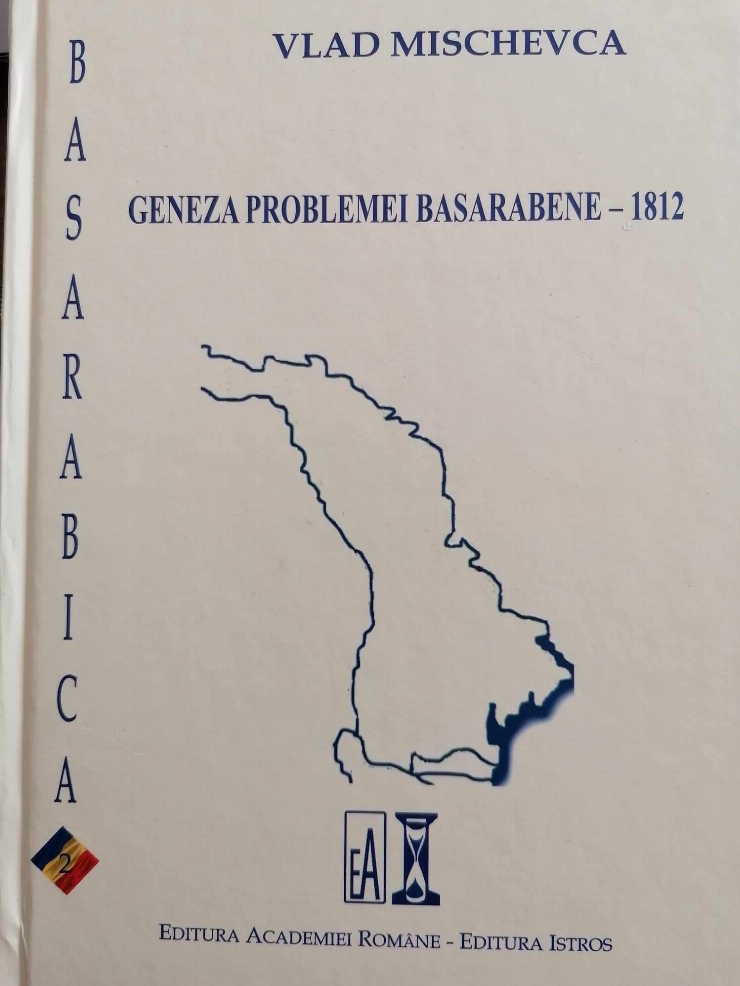 VLAD MISCHEVCA
GENEZA PROBLEMEI BASARABENE – 1812
BASARABICA
2
EA
EDITURA ACADEMIEI ROMÂNE - EDITURA ISTROS